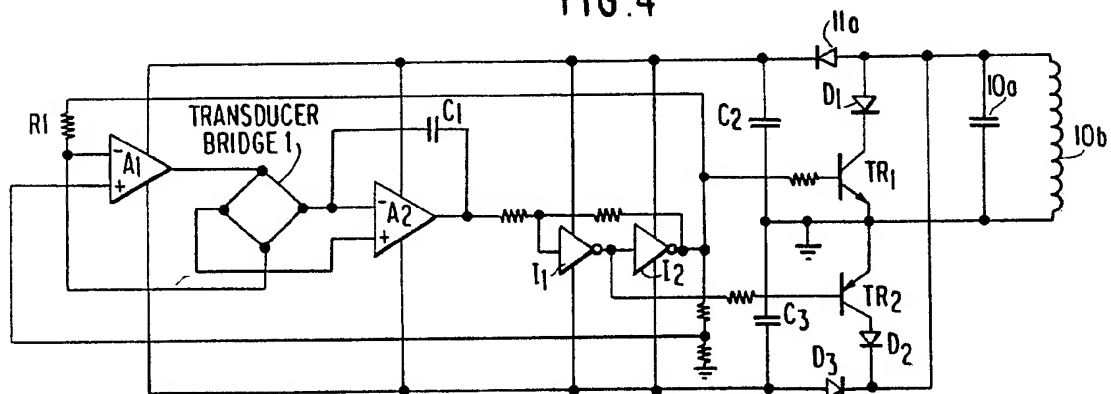 FIG.4
11a
R1
TRANSDUCER
BRIDGE 1
C1
D1
10a
10b
C2
- A1 +
TR1
- A2 +
I1
I2
TR2
C3
D2
D3